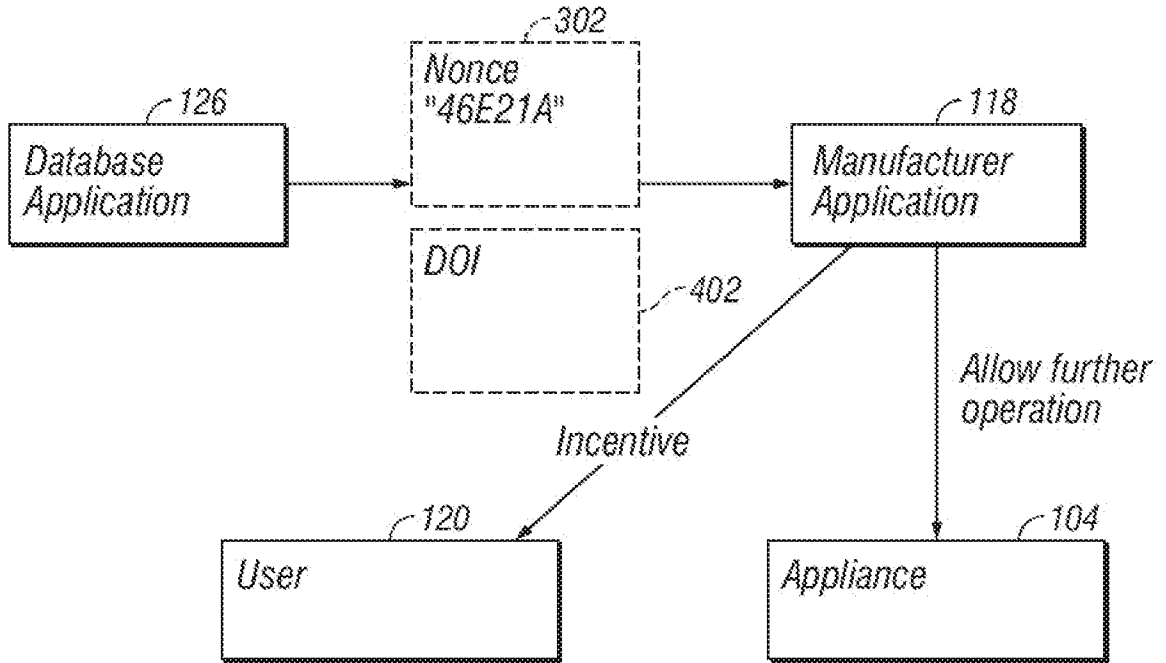 302
Nonce
"46E21A"
126
Database
Application
118
Manufacturer
Application
DOI
402
Allow further
operation
Incentive
120
User
104
Appliance